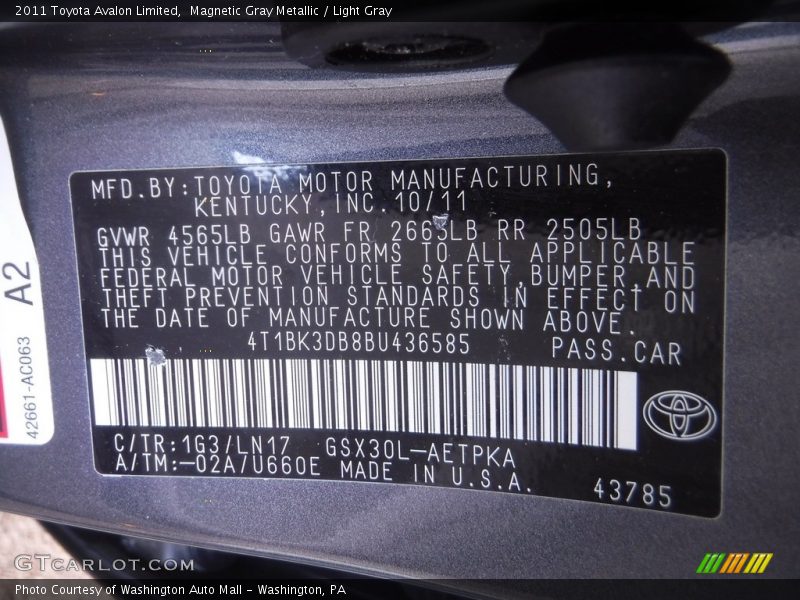 2011 Toyota Avalon Limited,  Magnetic Gray Metallic / Light Gray
MFD.BY:TOYOTA MOTOR MANUFACTURING,
KENTUCKY,INC.10/11
GVWR 4565LB GAWR FR 2665LB RR 2505LB
THIS VEHICLE CONFORMS TO ALL APPLICABLE
FEDERAL MOTOR VEHICLE SAFETY,BUMPER,AND
THEFT PREVENTION STANDARDS IN EFFECT ON
THE DATE OF MANUFACTURE SHOWN ABOVE.
4T1BK3DB8BU436585 PASS.CAR
C/TR:1G3/LN17 GSX30L-AETPKA
A/TM:-02A/U660E MADE IN U.S.A.
43785
A2
42661-AC063
GTCARLOT.COM
Photo Courtesy of Washington Auto Mall - Washington, PA